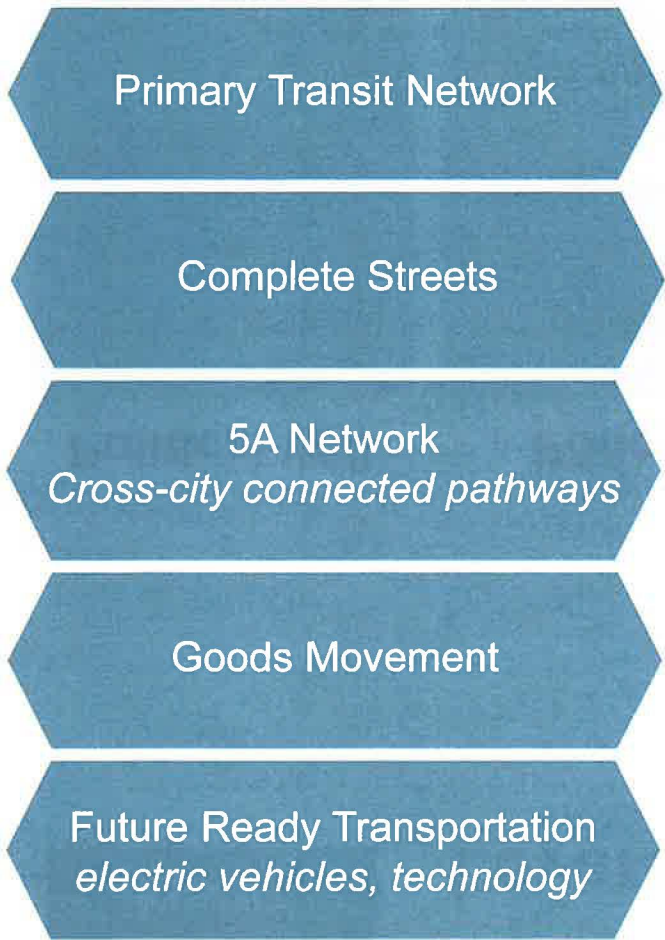 Primary Transit Network
Complete Streets
5A Network
Cross-city connected pathways
Goods Movement
Future Ready Transportation
electric vehicles, technology